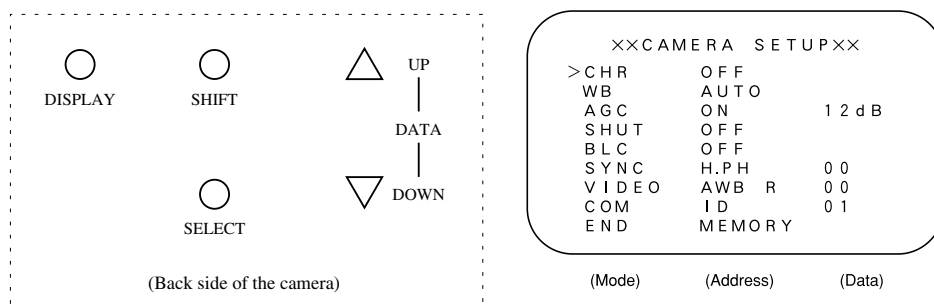 DISPLAY
SHIFT
UP
DATA
DOWN
SELECT
(Back side of the camera)
××CAMERA SETUP××
>CHR OFF
WB AUTO
AGC ON 12dB
SHUT OFF
BLC OFF
SYNC H.PH 00
VIDEO AWB R 00
COM ID 01
END MEMORY
(Mode) (Address) (Data)